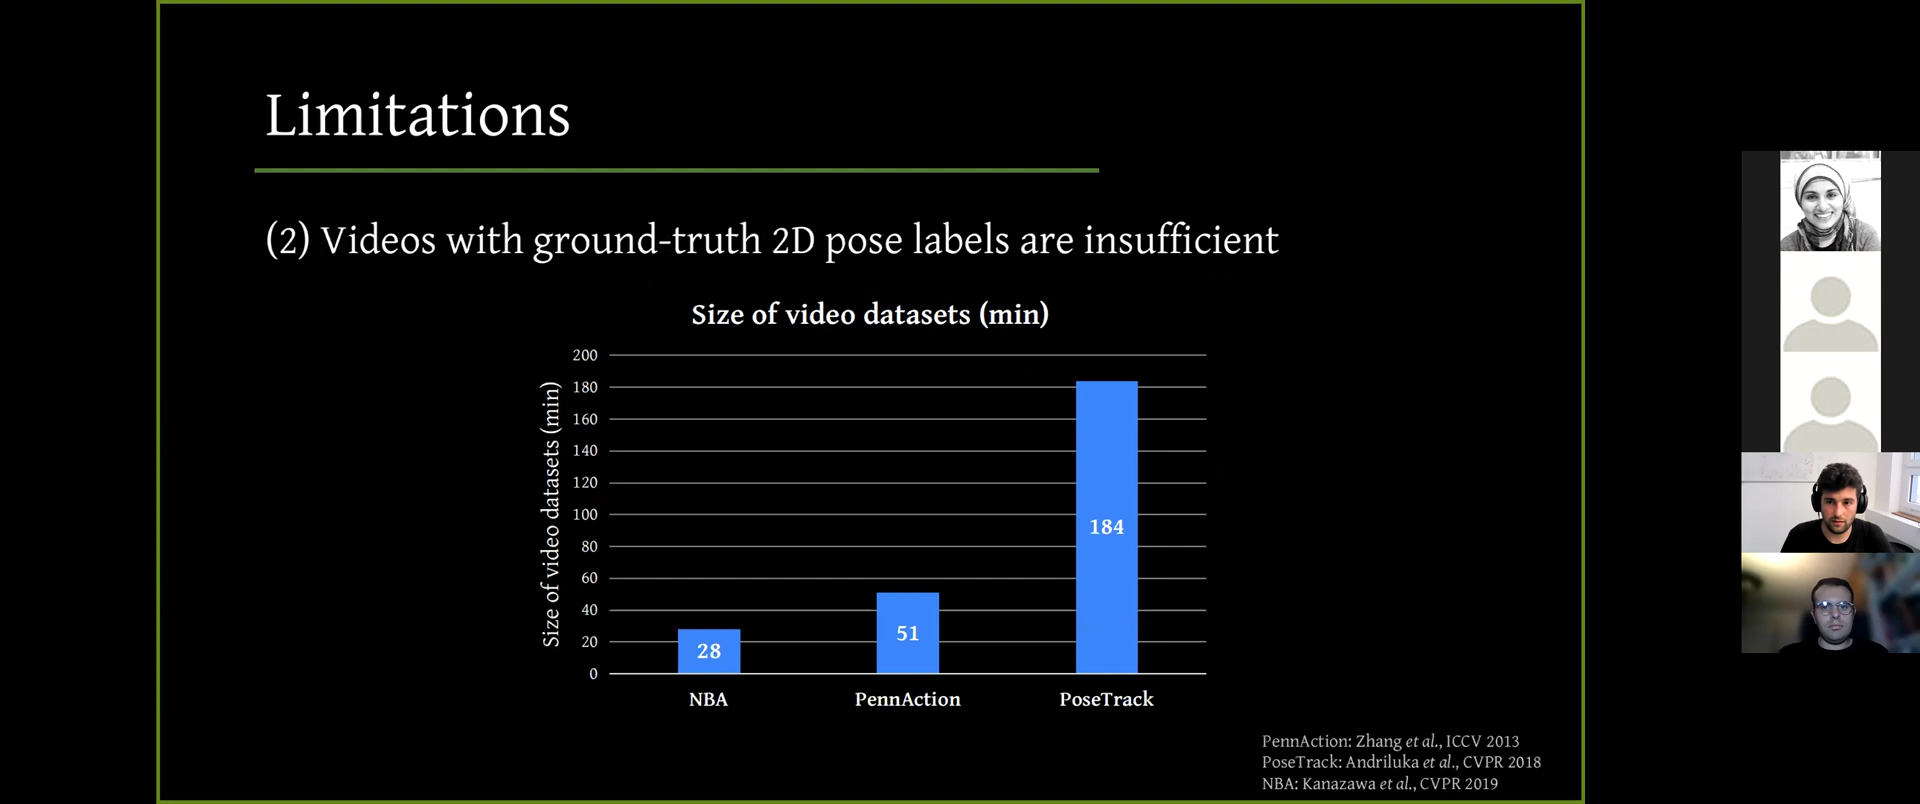 Limitations
(2) Videos with ground-truth 2D pose labels are insufficient
Size of video datasets (min)
Size of video datasets (min)
200
180
160
140
120
100
80
60
40
20
0
28
51
184
NBA
PennAction
PoseTrack
PennAction: Zhang et al., ICCV 2013
PoseTrack: Andriluka et al., CVPR 2018
NBA: Kanazawa et al., CVPR 2019